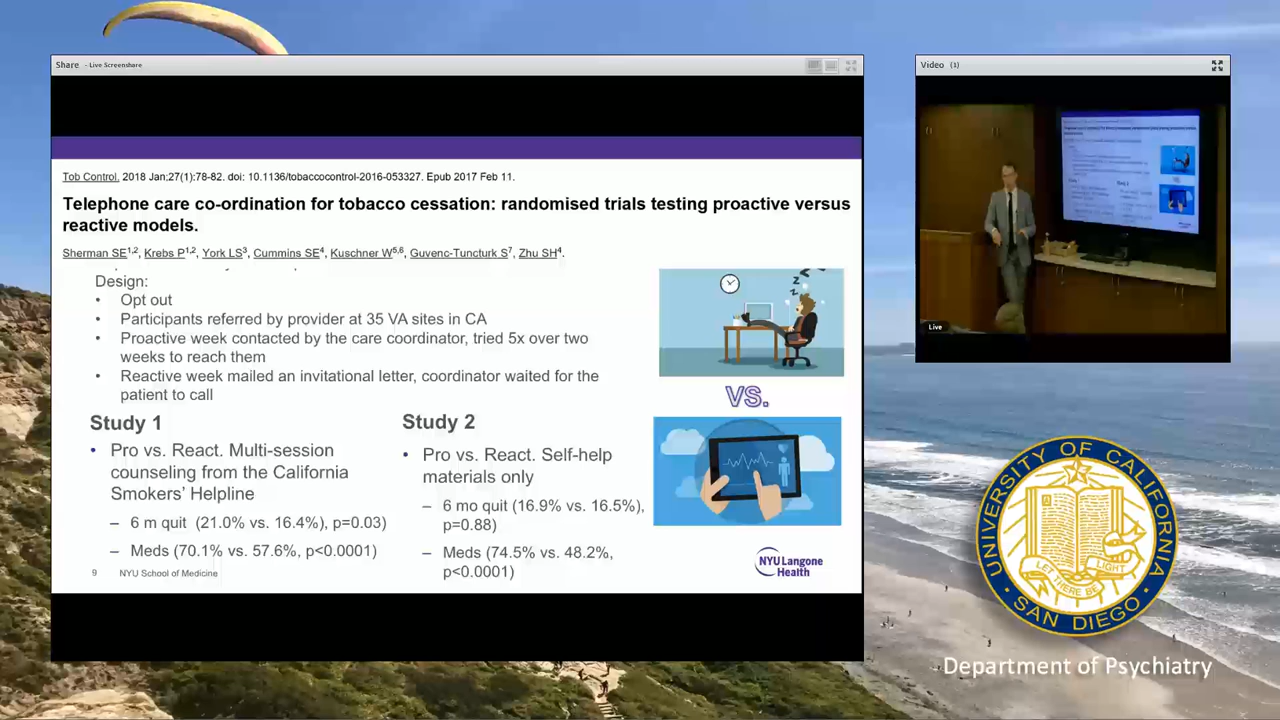 Share - Live Screenshare
Video (1)
Tob Control. 2018 Jan;27(1):78-82. doi: 10.1136/tobaccocontrol-2016-053327. Epub 2017 Feb 11.
Telephone care co-ordination for tobacco cessation: randomised trials testing proactive versus
reactive models.
Sherman SE1,2, Krebs P1,2, York LS3, Cummins SE4, Kuschner W5,6, Guvenc-Tuncturk S7, Zhu SH4.
Design:
• Opt out
• Participants referred by provider at 35 VA sites in CA
• Proactive week contacted by the care coordinator, tried 5x over two
weeks to reach them
• Reactive week mailed an invitational letter, coordinator waited for the
patient to call
Study 1
• Pro vs. React. Multi-session
counseling from the California
Smokers' Helpline
– 6 m quit (21.0% vs. 16.4%), p=0.03
– Meds (70.1% vs. 57.6%, p<0.0001)
Study 2
• Pro vs. React. Self-help
materials only
– 6 mo quit (16.9% vs. 16.5%),
p=0.88)
– Meds (74.5% vs. 48.2%,
p<0.0001)
VS.
9 NYU School of Medicine
NYU Langone
Health
Live
UNIVERSITY OF CALIFORNIA
LET THERE BE LIGHT
SAN DIEGO
Department of Psychiatry